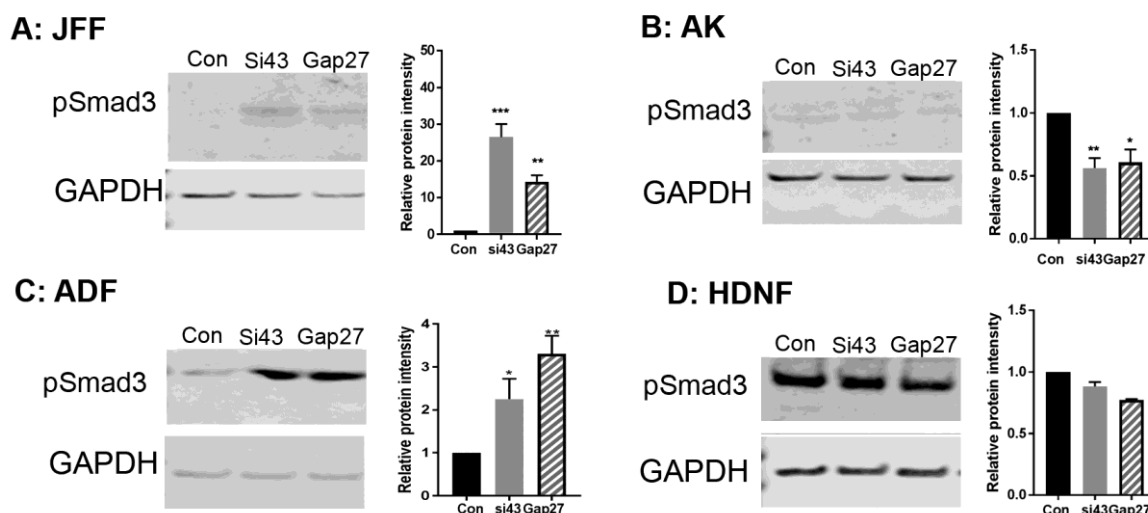 A: JFF
Con Si43 Gap27
pSmad3
GAPDH
Relative protein intensity
50
40
30
20
10
0
***
**
Con si43 Gap27
B: AK
Con Si43 Gap27
pSmad3
GAPDH
Relative protein intensity
1.5
1.0
0.5
0.0
**
*
Con si43 Gap27
C: ADF
Con Si43 Gap27
pSmad3
GAPDH
Relative protein intensity
4
3
2
1
0
*
**
Con si43 Gap27
D: HDNF
Con Si43 Gap27
pSmad3
GAPDH
Relative protein intensity
1.5
1.0
0.5
0.0
Con si43 Gap27